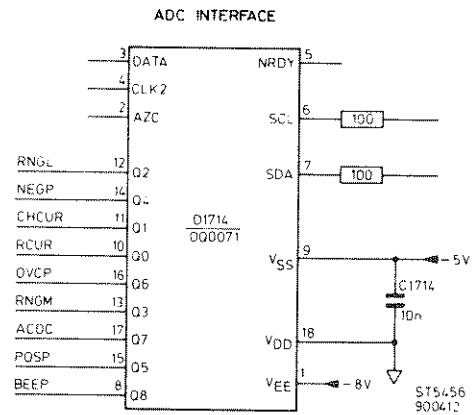 ADC INTERFACE
3 DATA NRDY 5
4 CLK2
2 AZC SCL 6 100
RNGL 12 Q2 SDA 7 100
NEGP 14 Q4
CHCUR 11 Q1 D1714
RCUR 10 Q0 OQ0071 VSS 9 -5V
OVCP 16 Q6 C1714
RNGM 13 Q3 10n
ACDC 17 Q7 VDD 18
POSP 15 Q5
BEEP 8 Q8 VEE 1 -8V
ST5456
900412